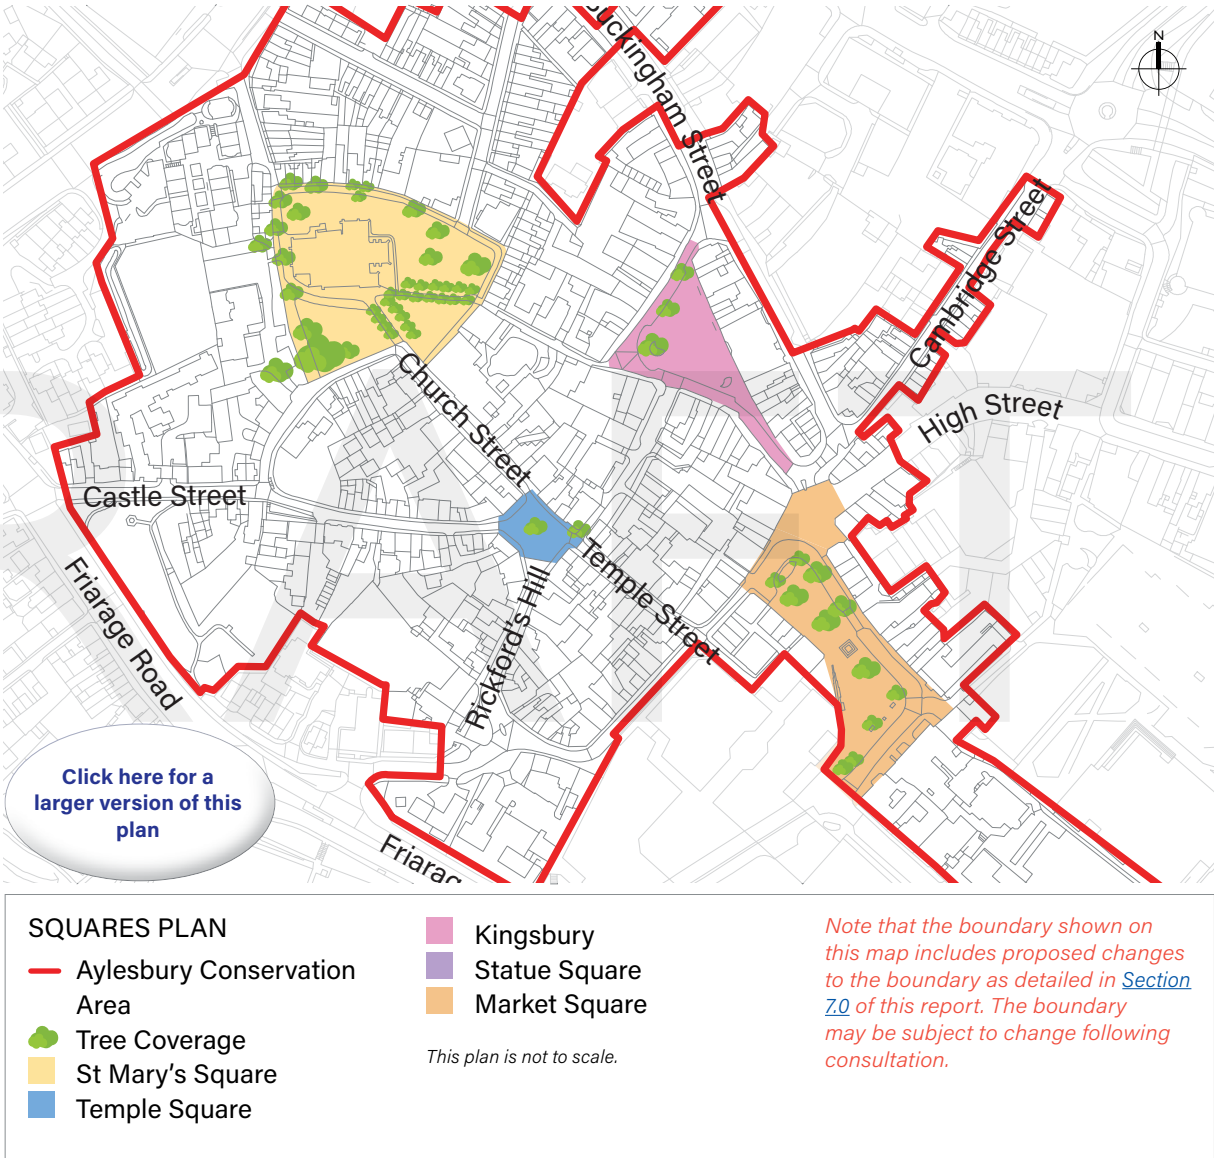 N
Buckingham Street
Cambridge Street
High Street
Church Street
Castle Street
Temple Street
Rickford's Hill
Friarage Road
Friarag
DRAFT
Click here for a
larger version of this
plan
SQUARES PLAN
Aylesbury Conservation
Area
Tree Coverage
St Mary's Square
Temple Square
Kingsbury
Statue Square
Market Square
This plan is not to scale.
Note that the boundary shown on
this map includes proposed changes
to the boundary as detailed in Section
7.0 of this report. The boundary
may be subject to change following
consultation.